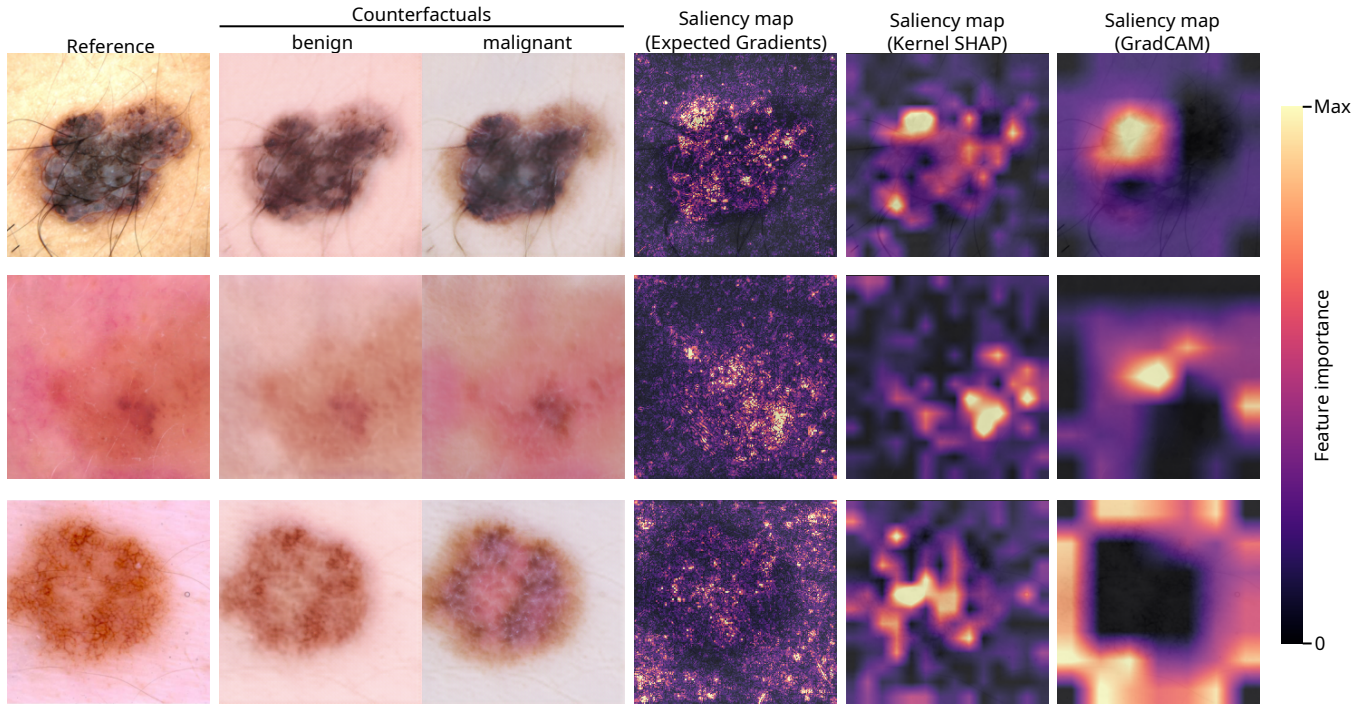 Reference
Counterfactuals
benign
malignant
Saliency map
(Expected Gradients)
Saliency map
(Kernel SHAP)
Saliency map
(GradCAM)
Max
Feature importance
0